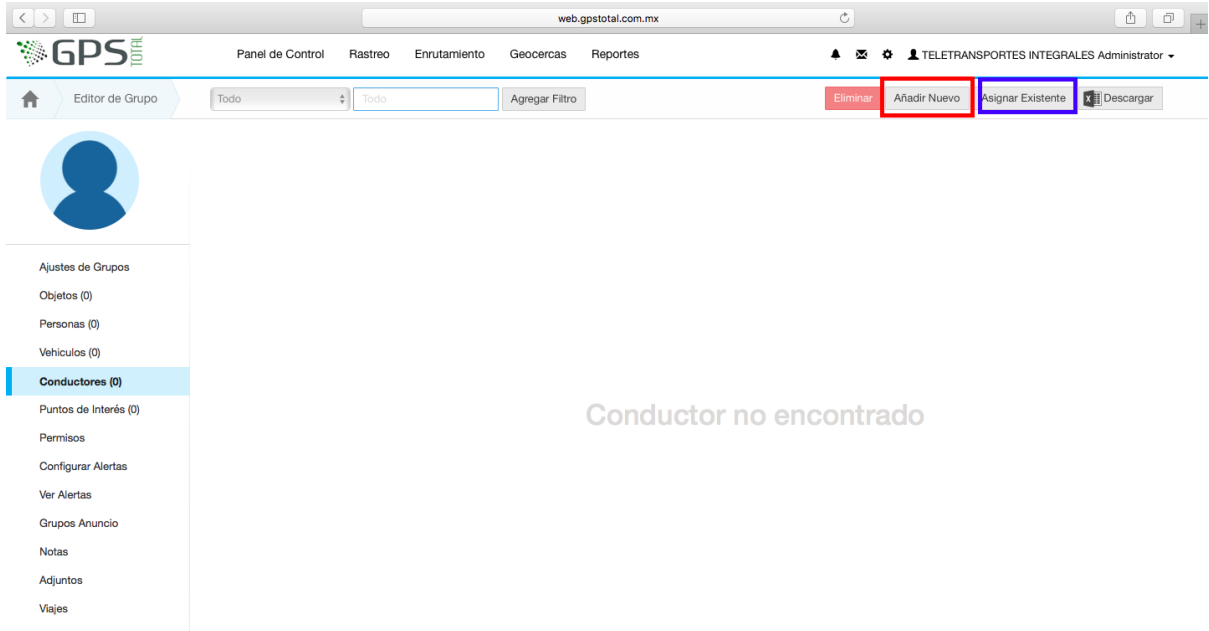 web.gpstotal.com.mx
GPS TOTAL
Panel de Control Rastreo Enrutamiento Geocercas Reportes TELETRANSPORTES INTEGRALES Administrator
Editor de Grupo Todo Todo Agregar Filtro Eliminar Añadir Nuevo Asignar Existente X Descargar
Ajustes de Grupos
Objetos (0)
Personas (0)
Vehiculos (0)
Conductores (0)
Puntos de Interés (0)
Conductor no encontrado
Permisos
Configurar Alertas
Ver Alertas
Grupos Anuncio
Notas
Adjuntos
Viajes